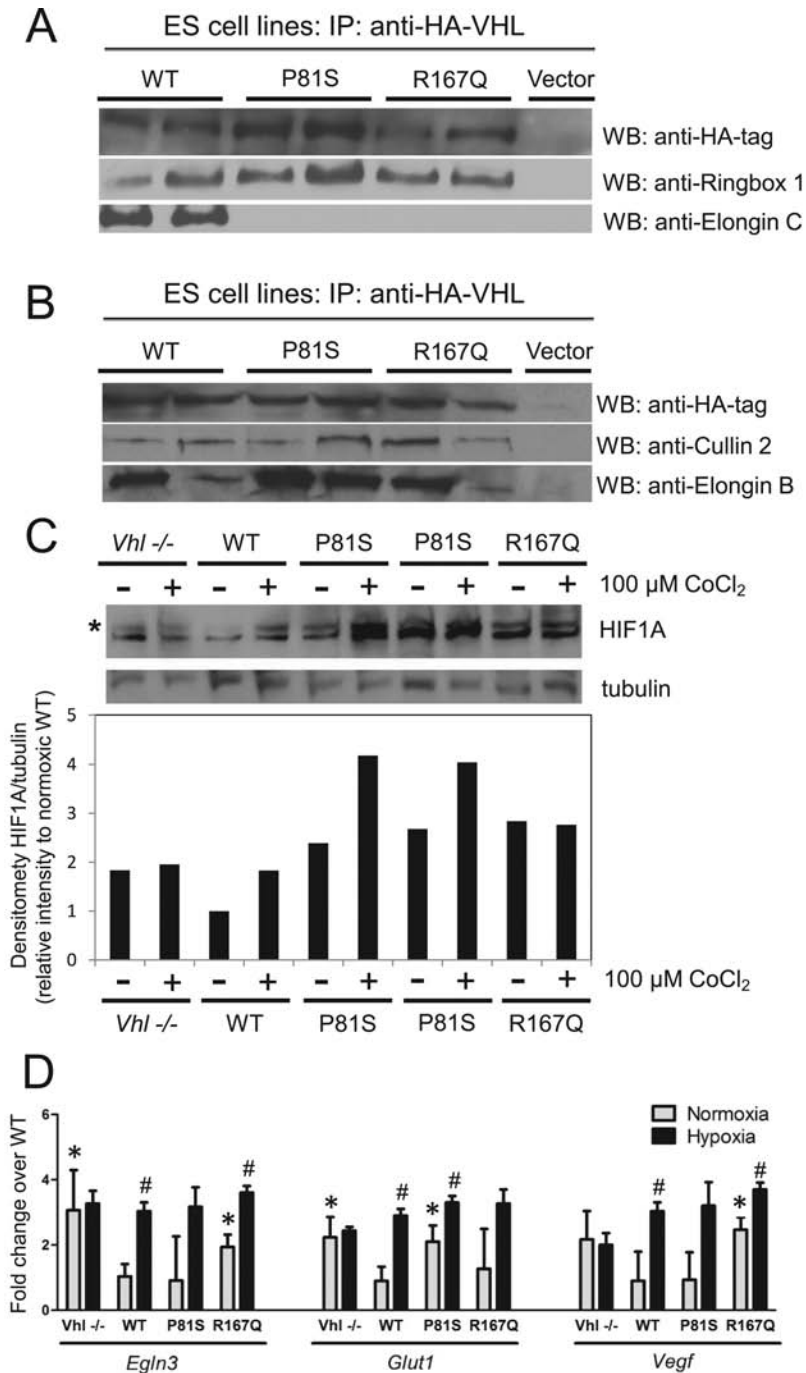 A
ES cell lines: IP: anti-HA-VHL
WT P81S R167Q Vector
WB: anti-HA-tag
WB: anti-Ringbox 1
WB: anti-Elongin C
B
ES cell lines: IP: anti-HA-VHL
WT P81S R167Q Vector
WB: anti-HA-tag
WB: anti-Cullin 2
WB: anti-Elongin B
C
Vhl -/- WT P81S P81S R167Q
- + - + - + - + - + 100 µM CoCl₂
* HIF1A
tubulin
Densitomety HIF1A/tubulin
(relative intensity to normoxic WT)
5
4
3
2
1
0
- + - + - + - + - + 100 µM CoCl₂
Vhl -/- WT P81S P81S R167Q
D
Normoxia
Hypoxia
Fold change over WT
6
4
2
0
* # * # * # * # # * #
Vhl -/- WT P81S R167Q Vhl -/- WT P81S R167Q Vhl -/- WT P81S R167Q
Egln3 Glut1 Vegf